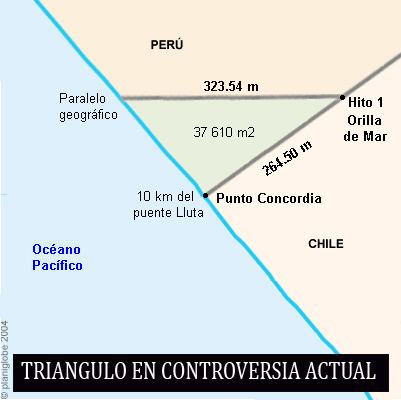 PERÚ
323.54 m
Paralelo
geográfico
Hito 1
Orilla
de Mar
37 610 m2
264.50 m
10 km del
puente Lluta
Punto Concordia
CHILE
Océano
Pacífico
© planiglobe 2004
TRIANGULO EN CONTROVERSIA ACTUAL